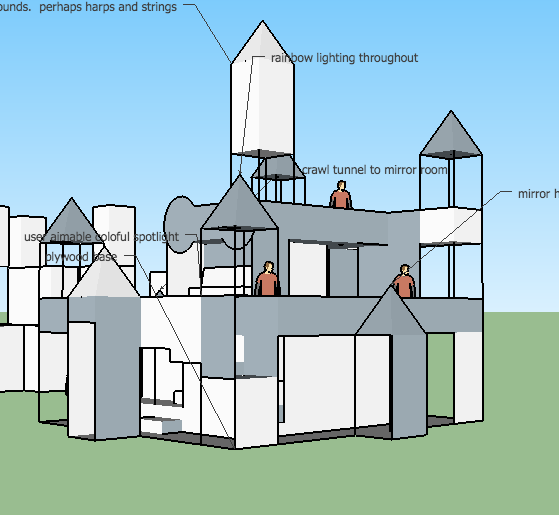 ounds. perhaps harps and strings
rainbow lighting throughout
crawl tunnel to mirror room
mirror h
user aimable coloful spotlight
plywood base